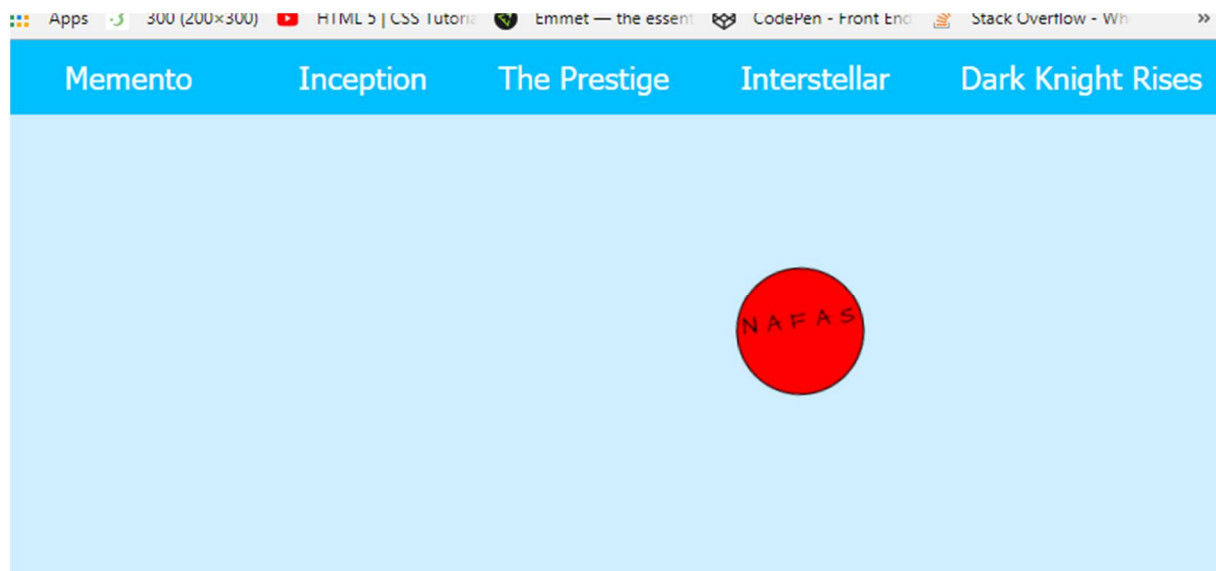 Apps 300 (200×300) HTML 5 | CSS Tutoria Emmet — the essent CodePen - Front End Stack Overflow - Wh »
Memento Inception The Prestige Interstellar Dark Knight Rises
NAFAS